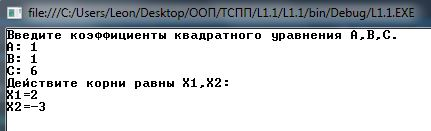 file:///C:/Users/Leon/Desktop/ООП/ТСПП/L1.1/L1.1/bin/Debug/L1.1.EXE
Введите коэффициенты квадратного уравнения A,B,C.
A: 1
B: 1
C: 6
Действите корни равны X1,X2:
X1=2
X2=-3